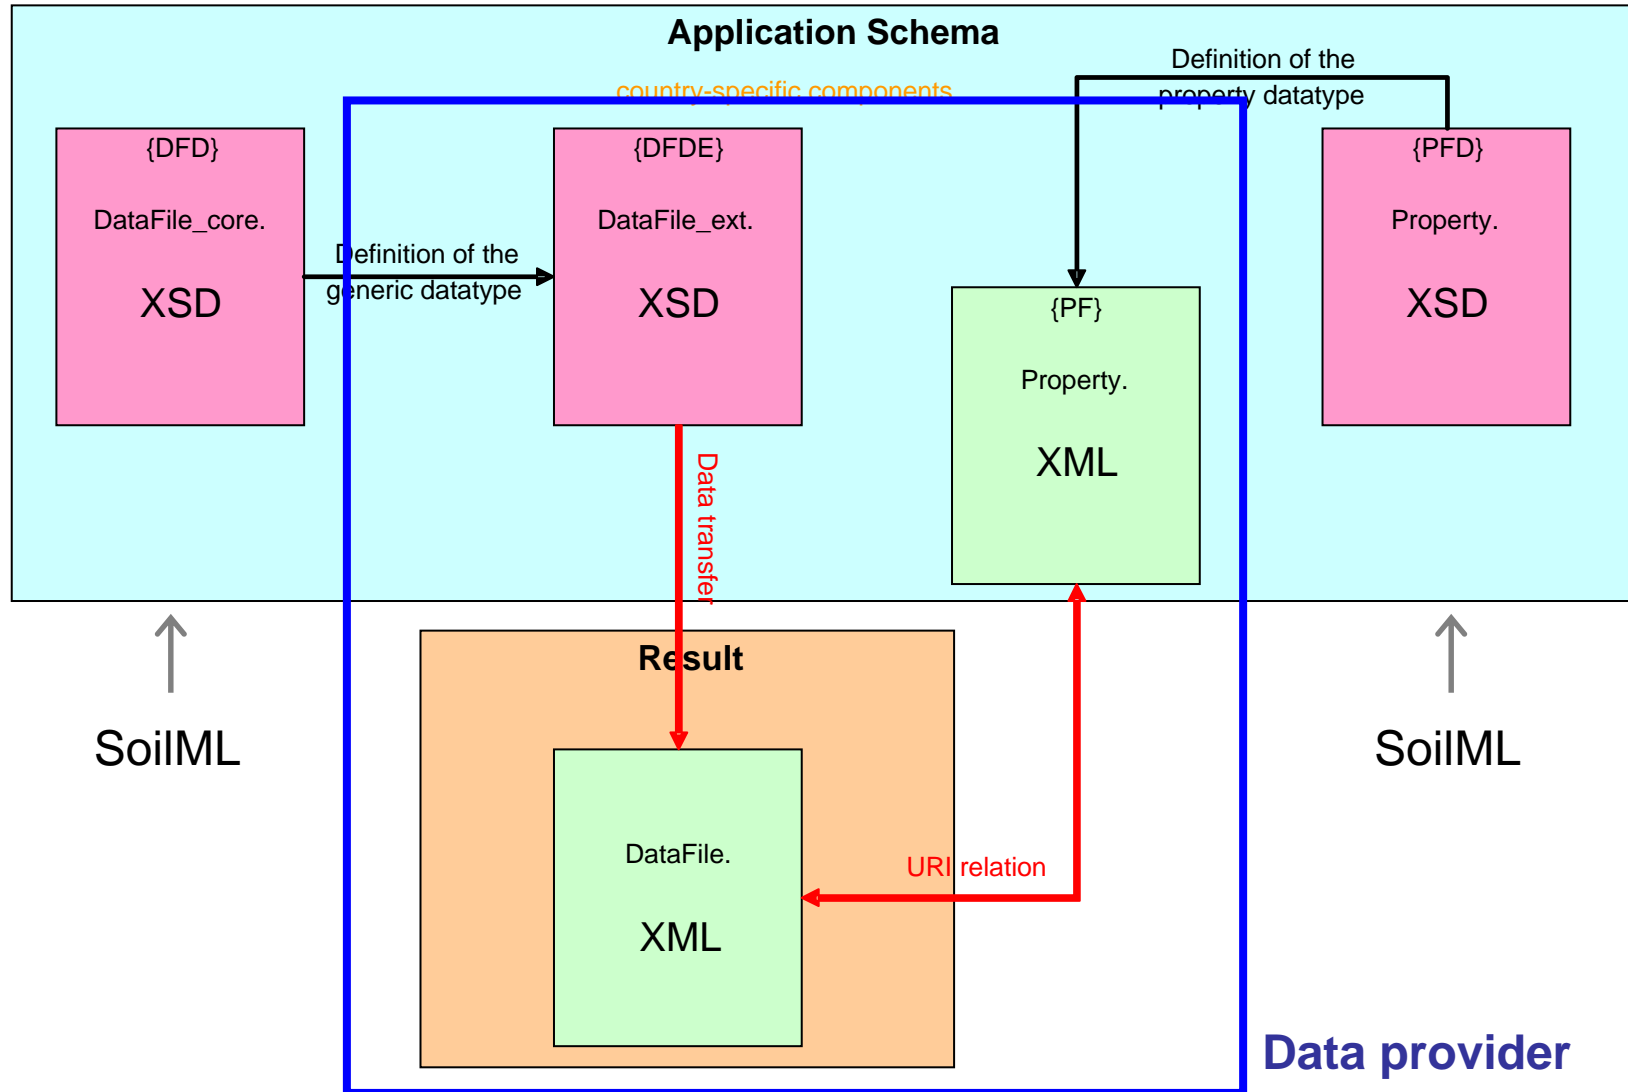 Application Schema
country-specific components
Definition of the
property datatype
{DFD}
DataFile_core.
XSD
Definition of the
generic datatype
{DFDE}
DataFile_ext.
XSD
{PF}
Property.
XML
{PFD}
Property.
XSD
Data transfer
SoilML
Result
DataFile.
XML
URI relation
SoilML
Data provider